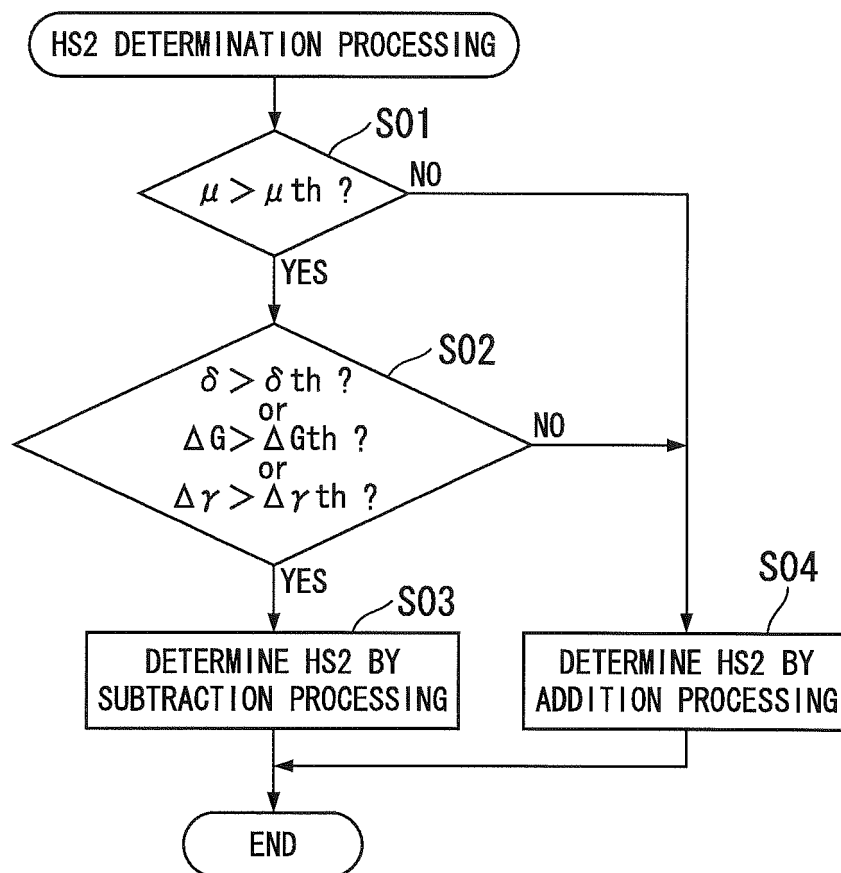 HS2 DETERMINATION PROCESSING
S01
μ > μth ?
NO
YES
S02
δ > δth ?
or
ΔG > ΔGth ?
or
Δγ > Δγth ?
NO
YES
S03
DETERMINE HS2 BY
SUBTRACTION PROCESSING
S04
DETERMINE HS2 BY
ADDITION PROCESSING
END